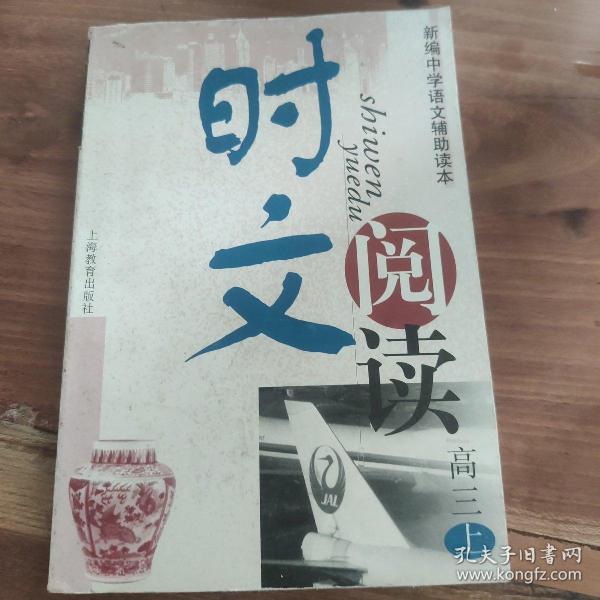 新编中学语文辅助读本
时文
shiwen
yuedu
阅读
高三
上
上海教育出版社
JAL
孔夫子旧书网
www.kongfz.com